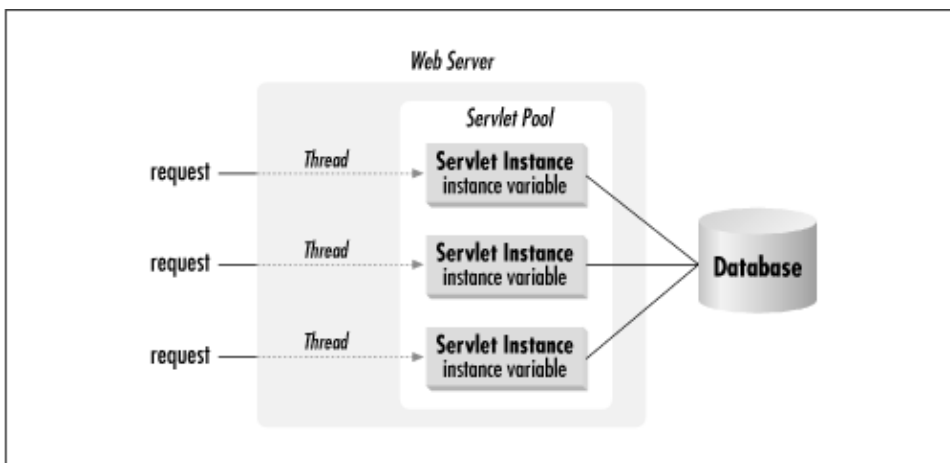 Web Server
Servlet Pool
request
Thread
Servlet Instance
instance variable
request
Thread
Servlet Instance
instance variable
Database
request
Thread
Servlet Instance
instance variable